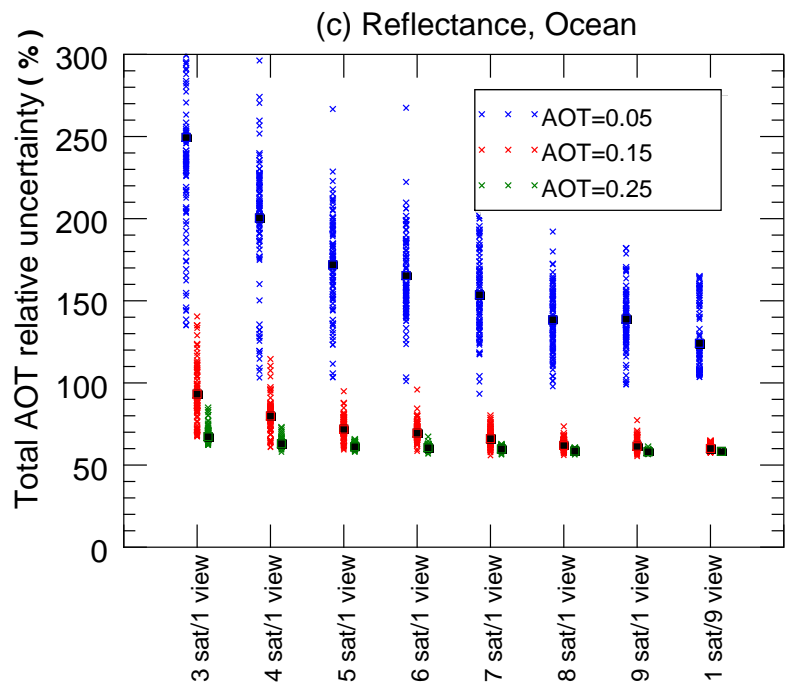 (c) Reflectance, Ocean
Total AOT relative uncertainty (%)
300
250
200
150
100
50
0
AOT=0.05
AOT=0.15
AOT=0.25
3 sat/1 view
4 sat/1 view
5 sat/1 view
6 sat/1 view
7 sat/1 view
8 sat/1 view
9 sat/1 view
1 sat/9 view